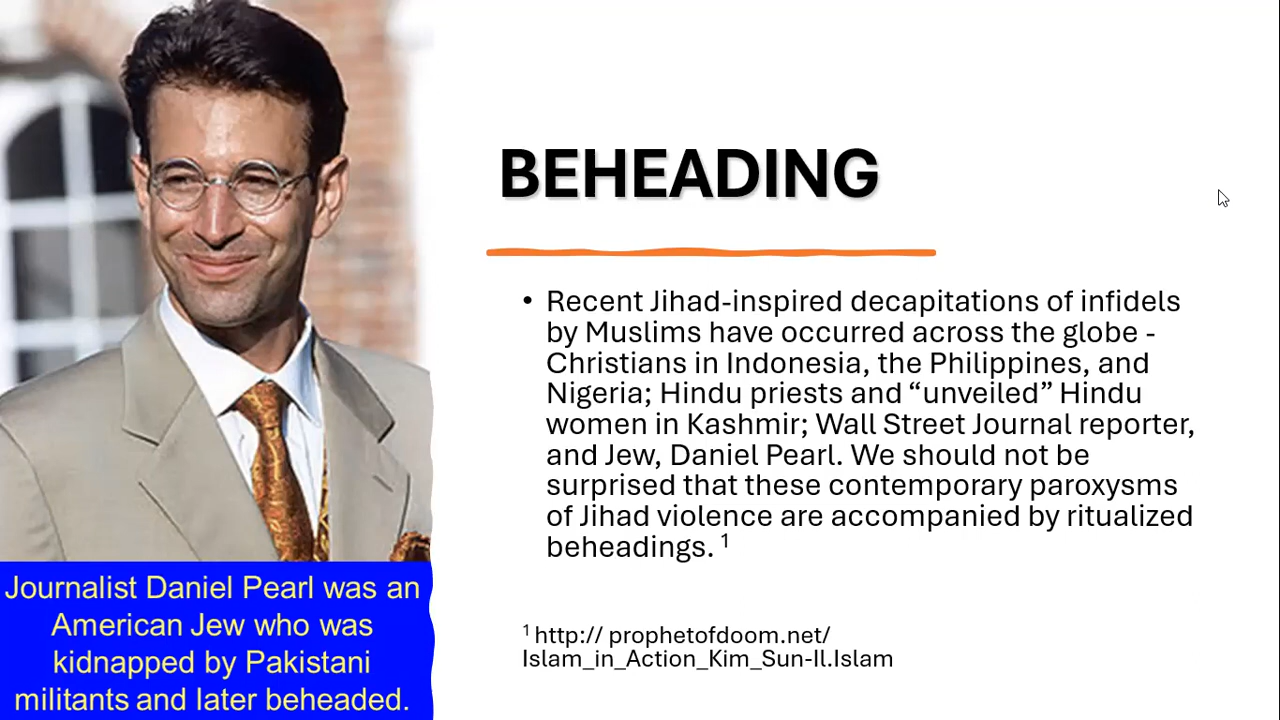 BEHEADING
• Recent Jihad-inspired decapitations of infidels
by Muslims have occurred across the globe -
Christians in Indonesia, the Philippines, and
Nigeria; Hindu priests and “unveiled” Hindu
women in Kashmir; Wall Street Journal reporter,
and Jew, Daniel Pearl. We should not be
surprised that these contemporary paroxysms
of Jihad violence are accompanied by ritualized
beheadings. 1
1 http:// prophetofdoom.net/
Islam_in_Action_Kim_Sun-Il.Islam
Journalist Daniel Pearl was an
American Jew who was
kidnapped by Pakistani
militants and later beheaded.